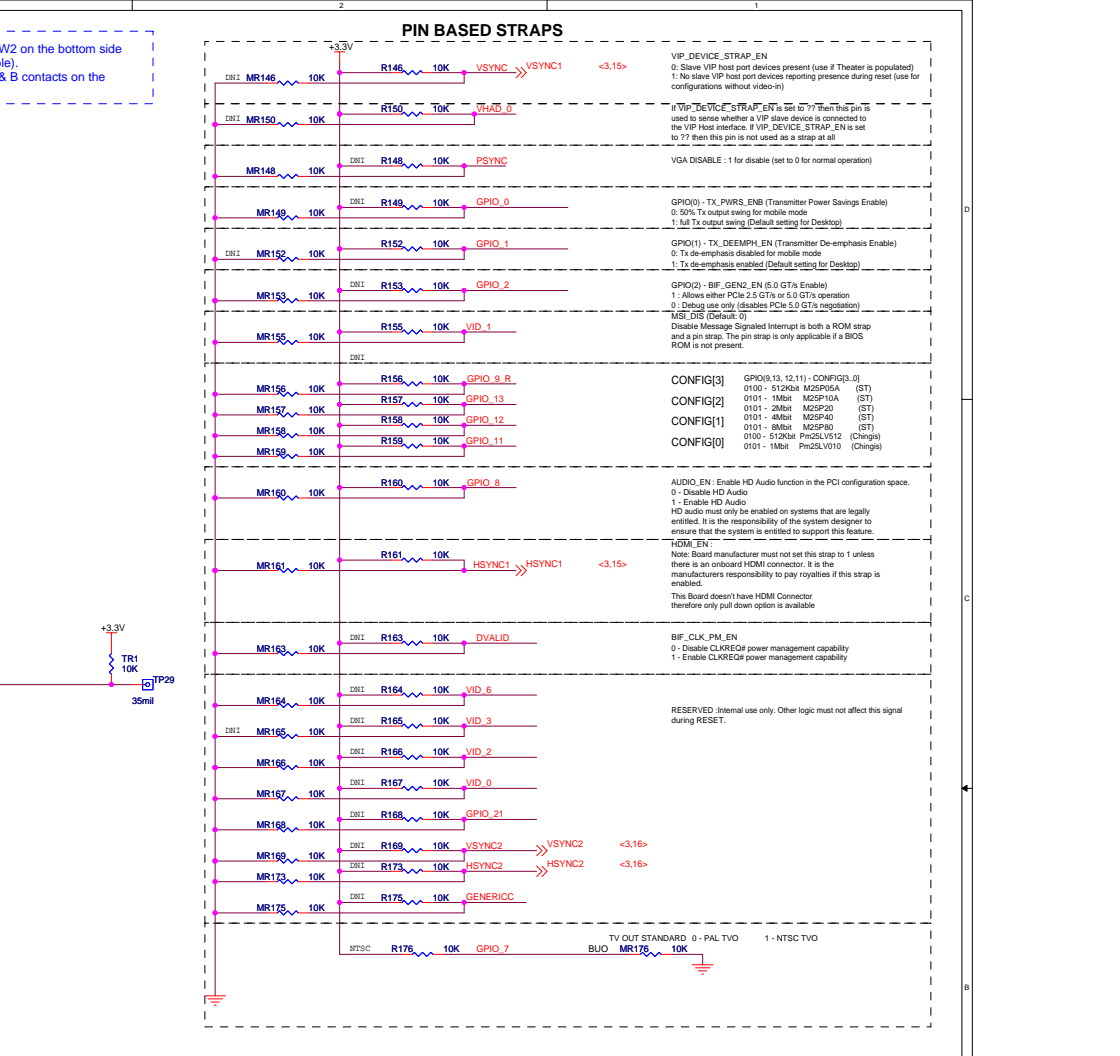 2
1
W2 on the bottom side
le).
& B contacts on the
PIN BASED STRAPS
+3.3V
R146 10K VSYNC VSYNC1 <3,15>
DNI MR146 10K
VIP_DEVICE_STRAP_EN
0: Slave VIP host port devices present (use if Theater is populated)
1: No slave VIP host port devices reporting presence during reset (use for
configurations without video-in)
R150 10K VHAD_0
DNI MR150 10K
If VIP_DEVICE_STRAP_EN is set to ?? then this pin is
used to sense whether a VIP slave device is connected to
the VIP Host interface. If VIP_DEVICE_STRAP_EN is set
to ?? then this pin is not used as a strap at all
DNI R148 10K PSYNC
MR148 10K
VGA DISABLE : 1 for disable (set to 0 for normal operation)
DNI R149 10K GPIO_0
MR149 10K
GPIO(0) - TX_PWRS_ENB (Transmitter Power Savings Enable)
0: 50% Tx output swing for mobile mode
1: full Tx output swing (Default setting for Desktop)
D
R152 10K GPIO_1
DNI MR152 10K
GPIO(1) - TX_DEEMPH_EN (Transmitter De-emphasis Enable)
0: Tx de-emphasis disabled for mobile mode
1: Tx de-emphasis enabled (Default setting for Desktop)
DNI R153 10K GPIO_2
MR153 10K
GPIO(2) - BIF_GEN2_EN (5.0 GT/s Enable)
1 : Allows either PCIe 2.5 GT/s or 5.0 GT/s operation
0 : Debug use only (disables PCIe 5.0 GT/s negotiation)
R155 10K VID_1
MR155 10K
DNI
MSI_DIS (Default: 0)
Disable Message Signaled Interrupt is both a ROM strap
and a pin strap. The pin strap is only applicable if a BIOS
ROM is not present.
R156 10K GPIO_9_R
MR156 10K
R157 10K GPIO_13
MR157 10K
R158 10K GPIO_12
MR158 10K
R159 10K GPIO_11
MR159 10K
CONFIG[3]
CONFIG[2]
CONFIG[1]
CONFIG[0]
GPIO(9,13, 12,11) - CONFIG[3..0]
0100 - 512Kbit M25P05A (ST)
0101 - 1Mbit M25P10A (ST)
0101 - 2Mbit M25P20 (ST)
0101 - 4Mbit M25P40 (ST)
0101 - 8Mbit M25P80 (ST)
0100 - 512Kbit Pm25LV512 (Chingis)
0101 - 1Mbit Pm25LV010 (Chingis)
R160 10K GPIO_8
MR160 10K
AUDIO_EN : Enable HD Audio function in the PCI configuration space.
0 - Disable HD Audio
1 - Enable HD Audio
HD audio must only be enabled on systems that are legally
entitled. It is the responsibility of the system designer to
ensure that the system is entitled to support this feature.
R161 10K
MR161 10K HSYNC1 HSYNC1 <3,15>
HDMI_EN :
Note: Board manufacturer must not set this strap to 1 unless
there is an onboard HDMI connector. It is the
manufacturers responsibility to pay royalties if this strap is
enabled.
This Board doesn't have HDMI Connector
therefore only pull down option is available
C
+3.3V
TR1
10K
TP29
35mil
DNI R163 10K DVALID
MR163 10K
BIF_CLK_PM_EN
0 - Disable CLKREQ# power management capability
1 - Enable CLKREQ# power management capability
DNI R164 10K VID_6
MR164 10K
RESERVED :Internal use only. Other logic must not affect this signal
during RESET.
DNI R165 10K VID_3
DNI MR165 10K
DNI R166 10K VID_2
MR166 10K
DNI R167 10K VID_0
MR167 10K
DNI R168 10K GPIO_21
MR168 10K
DNI R169 10K VSYNC2 VSYNC2 <3,16>
MR169 10K
DNI R173 10K HSYNC2 HSYNC2 <3,16>
MR173 10K
DNI R175 10K GENERICC
MR175 10K
TV OUT STANDARD 0 - PAL TVO 1 - NTSC TVO
NTSC R176 10K GPIO_7 BUO MR176 10K
B